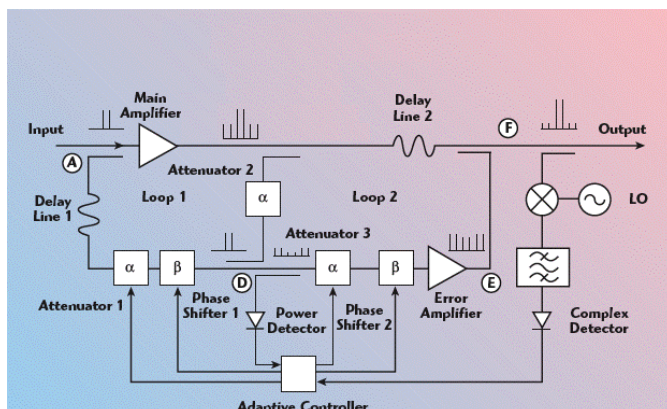 Main
Amplifier
Input
A
Delay
Line 1
Loop 1
Attenuator 2
α
Delay
Line 2
F
Output
LO
Loop 2
Attenuator 3
α
β
D
α
β
E
Attenuator 1
Phase
Shifter 1
Power
Detector
Phase
Shifter 2
Error
Amplifier
Complex
Detector
Adaptive Controller